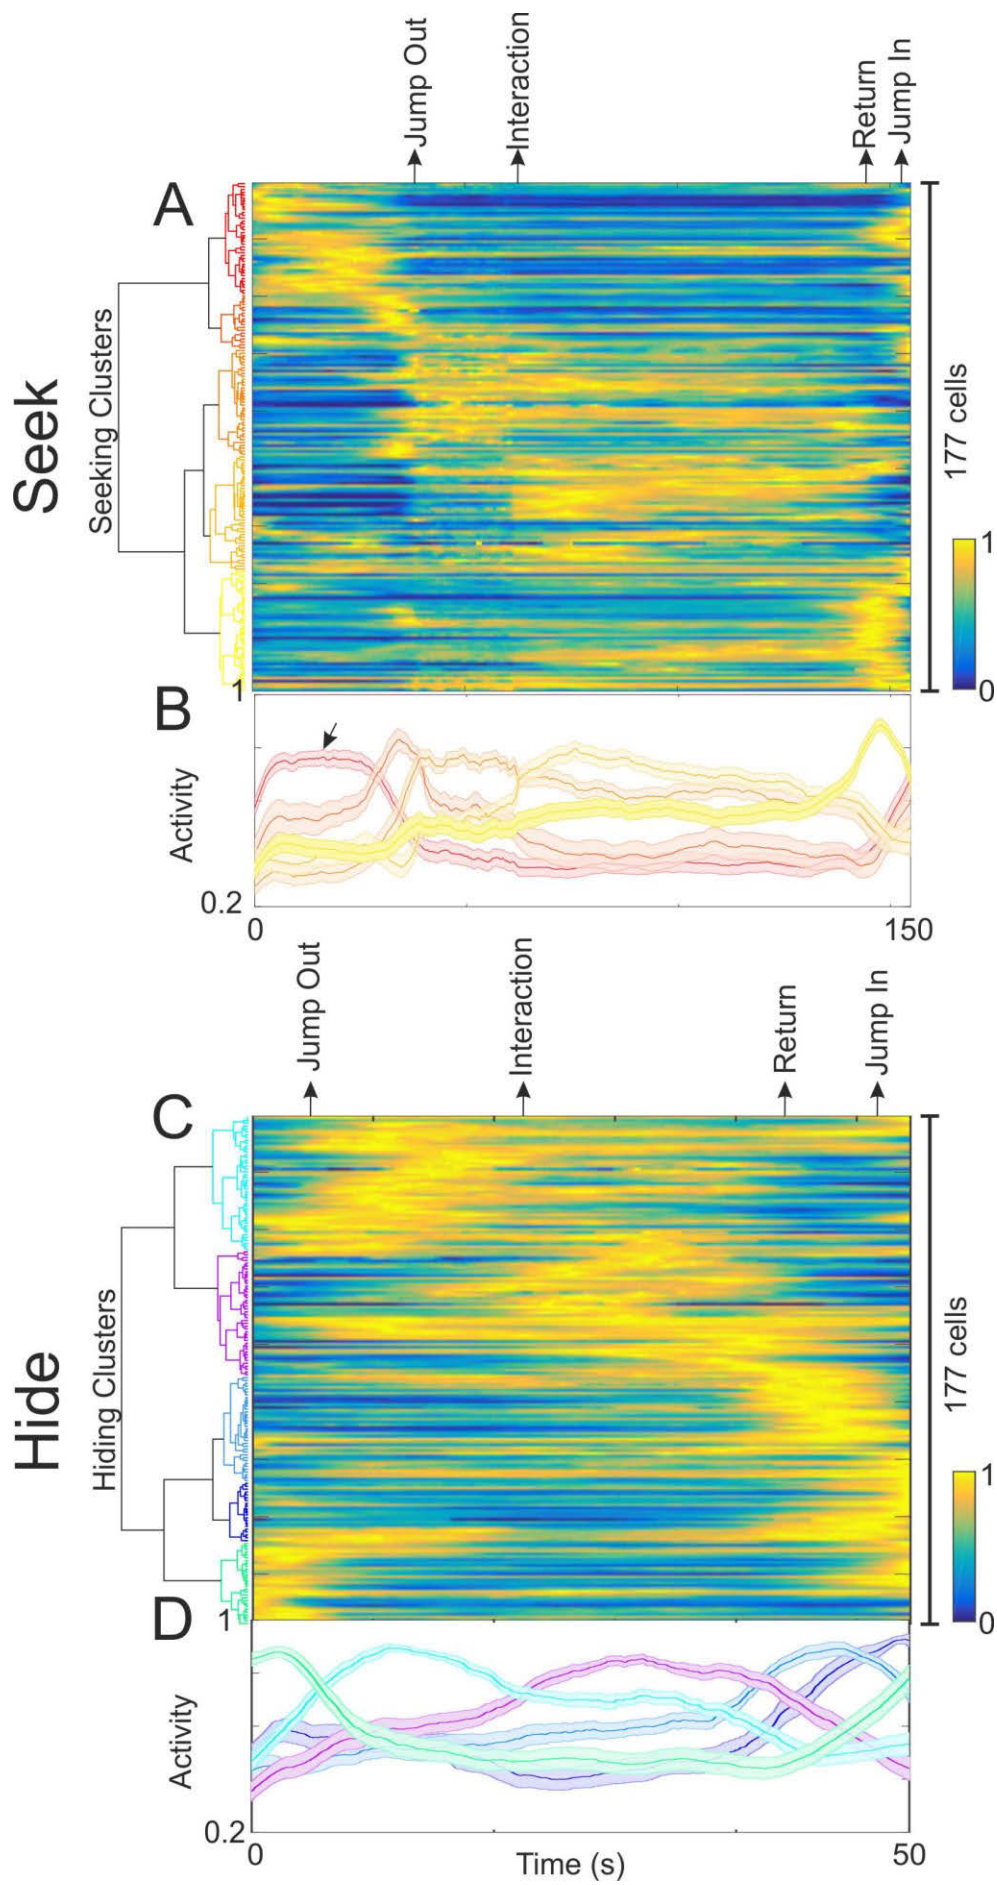 Jump Out
Interaction
Return
Jump In
A
Seek
Seeking Clusters
177 cells
1
0
1
B
Activity
0.2
0
150
Jump Out
Interaction
Return
Jump In
C
Hide
Hiding Clusters
177 cells
1
0
1
D
Activity
0.2
0
50
Time (s)